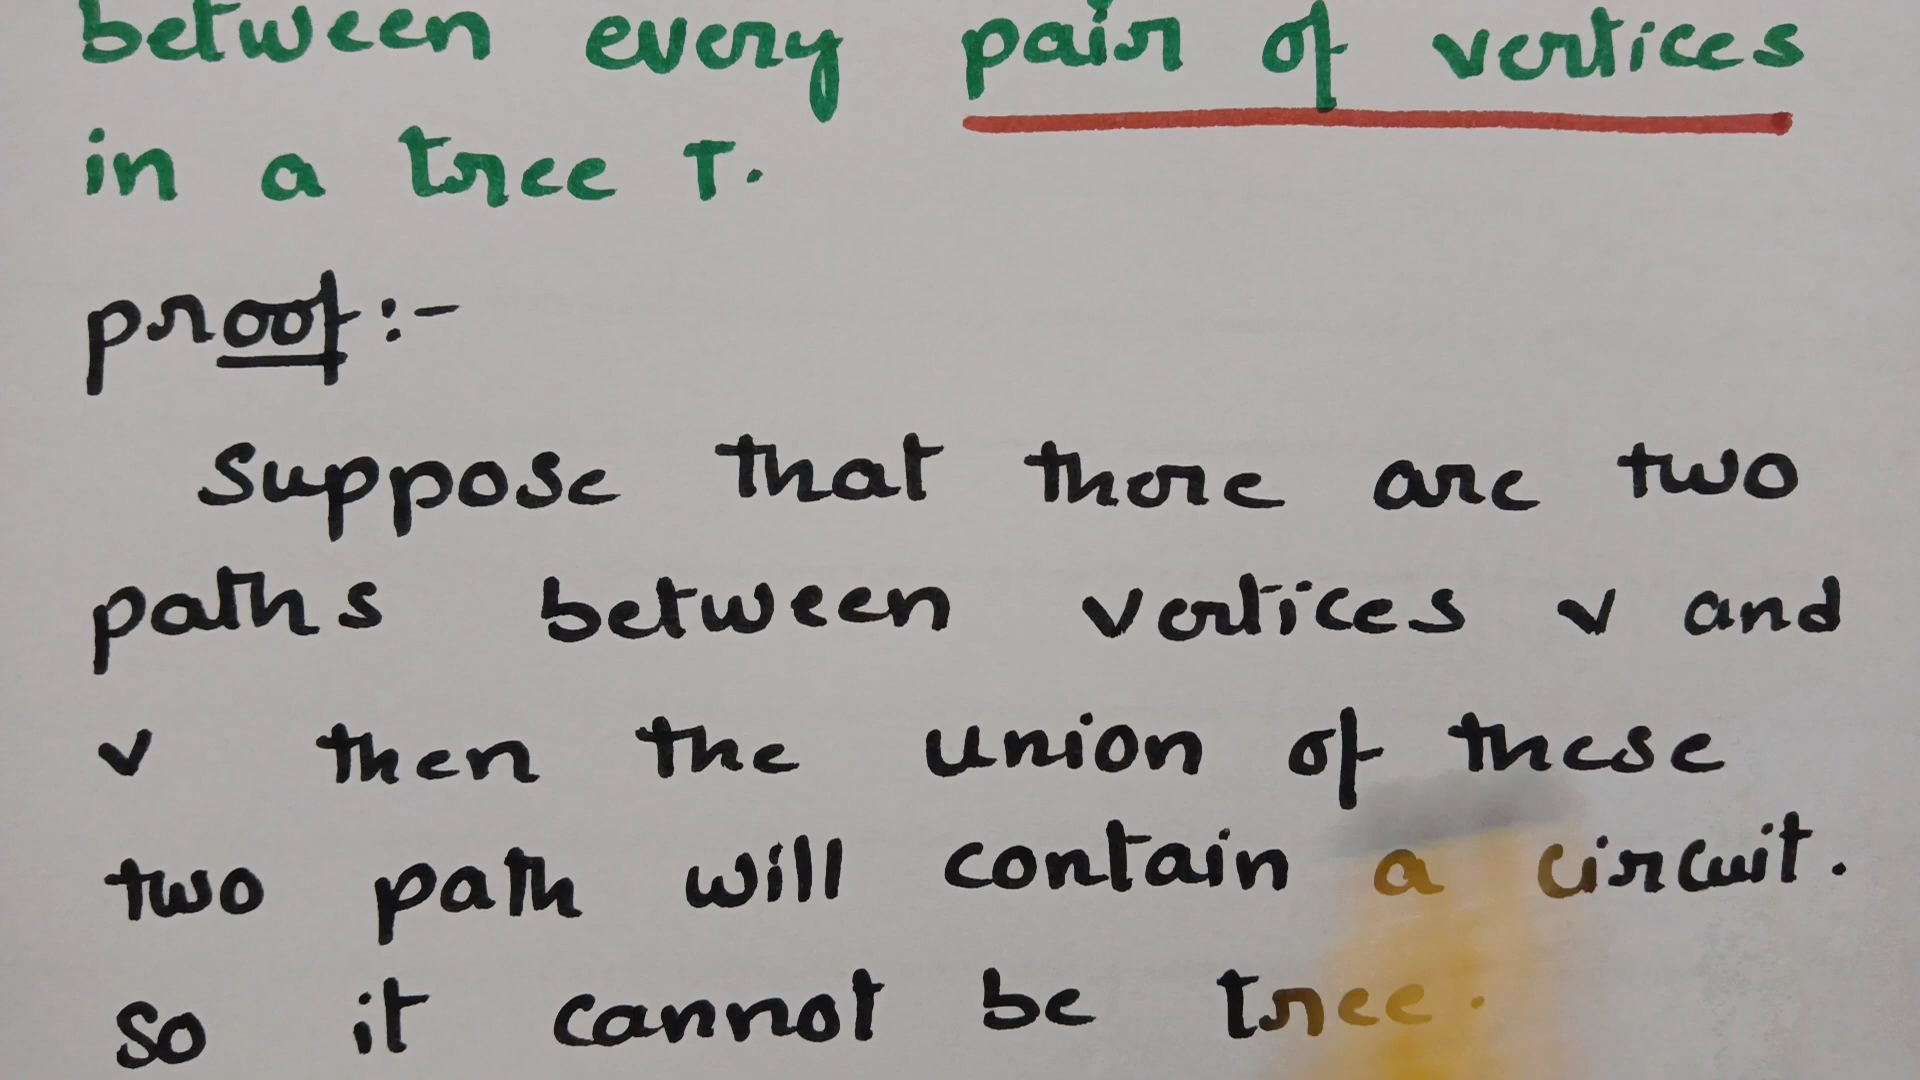 between every pair of vertices
in a tree T.
proof:-
Suppose that there are two
paths between vertices v and
v then the union of these
two path will contain a circuit.
so it cannot be tree.